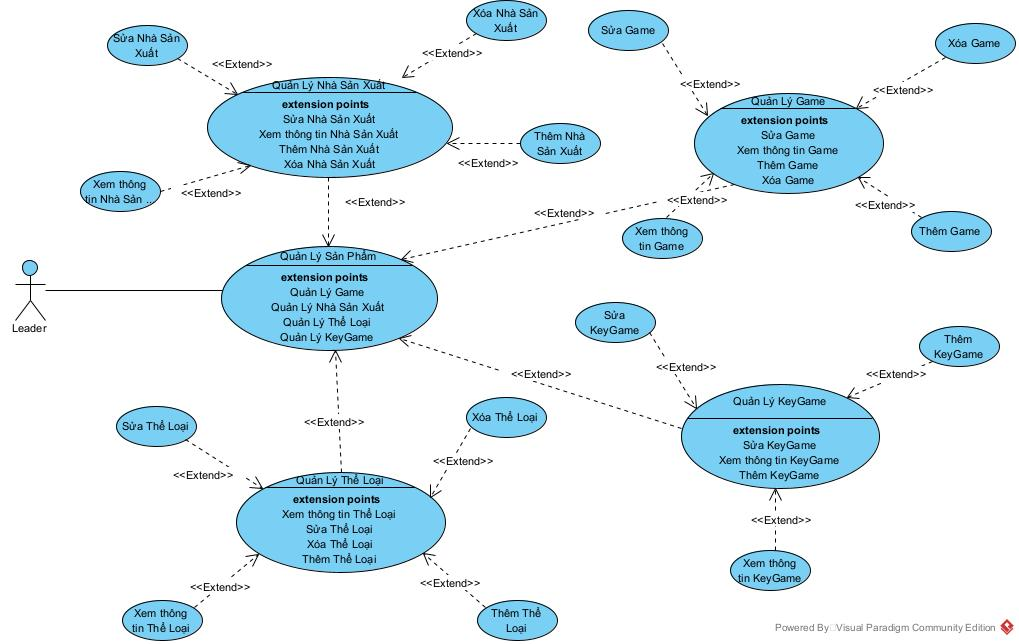 Xóa Nhà Sản
Xuất
Sửa Nhà Sản
Xuất
<<Extend>>
<<Extend>>
Quản Lý Nhà Sản Xuất
extension points
Sửa Nhà Sản Xuất
Xem thông tin Nhà Sản Xuất
Thêm Nhà Sản Xuất
Xóa Nhà Sản Xuất
Thêm Nhà
Sản Xuất
<<Extend>>
Xem thông
tin Nhà Sản ...
<<Extend>>
<<Extend>>
Sửa Game
Xóa Game
<<Extend>>
<<Extend>>
Quản Lý Game
extension points
Sửa Game
Xem thông tin Game
Thêm Game
Xóa Game
<<Extend>>
<<Extend>>
<<Extend>>
Xem thông
tin Game
Thêm Game
Leader
Quản Lý Sản Phẩm
extension points
Quản Lý Game
Quản Lý Nhà Sản Xuất
Quản Lý Thể Loại
Quản Lý KeyGame
Sửa
KeyGame
Thêm
KeyGame
<<Extend>>
<<Extend>>
<<Extend>>
Quản Lý KeyGame
extension points
Sửa KeyGame
Xem thông tin KeyGame
Thêm KeyGame
<<Extend>>
Xem thông
tin KeyGame
<<Extend>>
Sửa Thể Loại
Xóa Thể Loại
<<Extend>>
<<Extend>>
Quản Lý Thể Loại
extension points
Xem thông tin Thể Loại
Sửa Thể Loại
Xóa Thể Loại
Thêm Thể Loại
<<Extend>>
<<Extend>>
Xem thông
tin Thể Loại
Thêm Thể
Loại
Powered By Visual Paradigm Community Edition